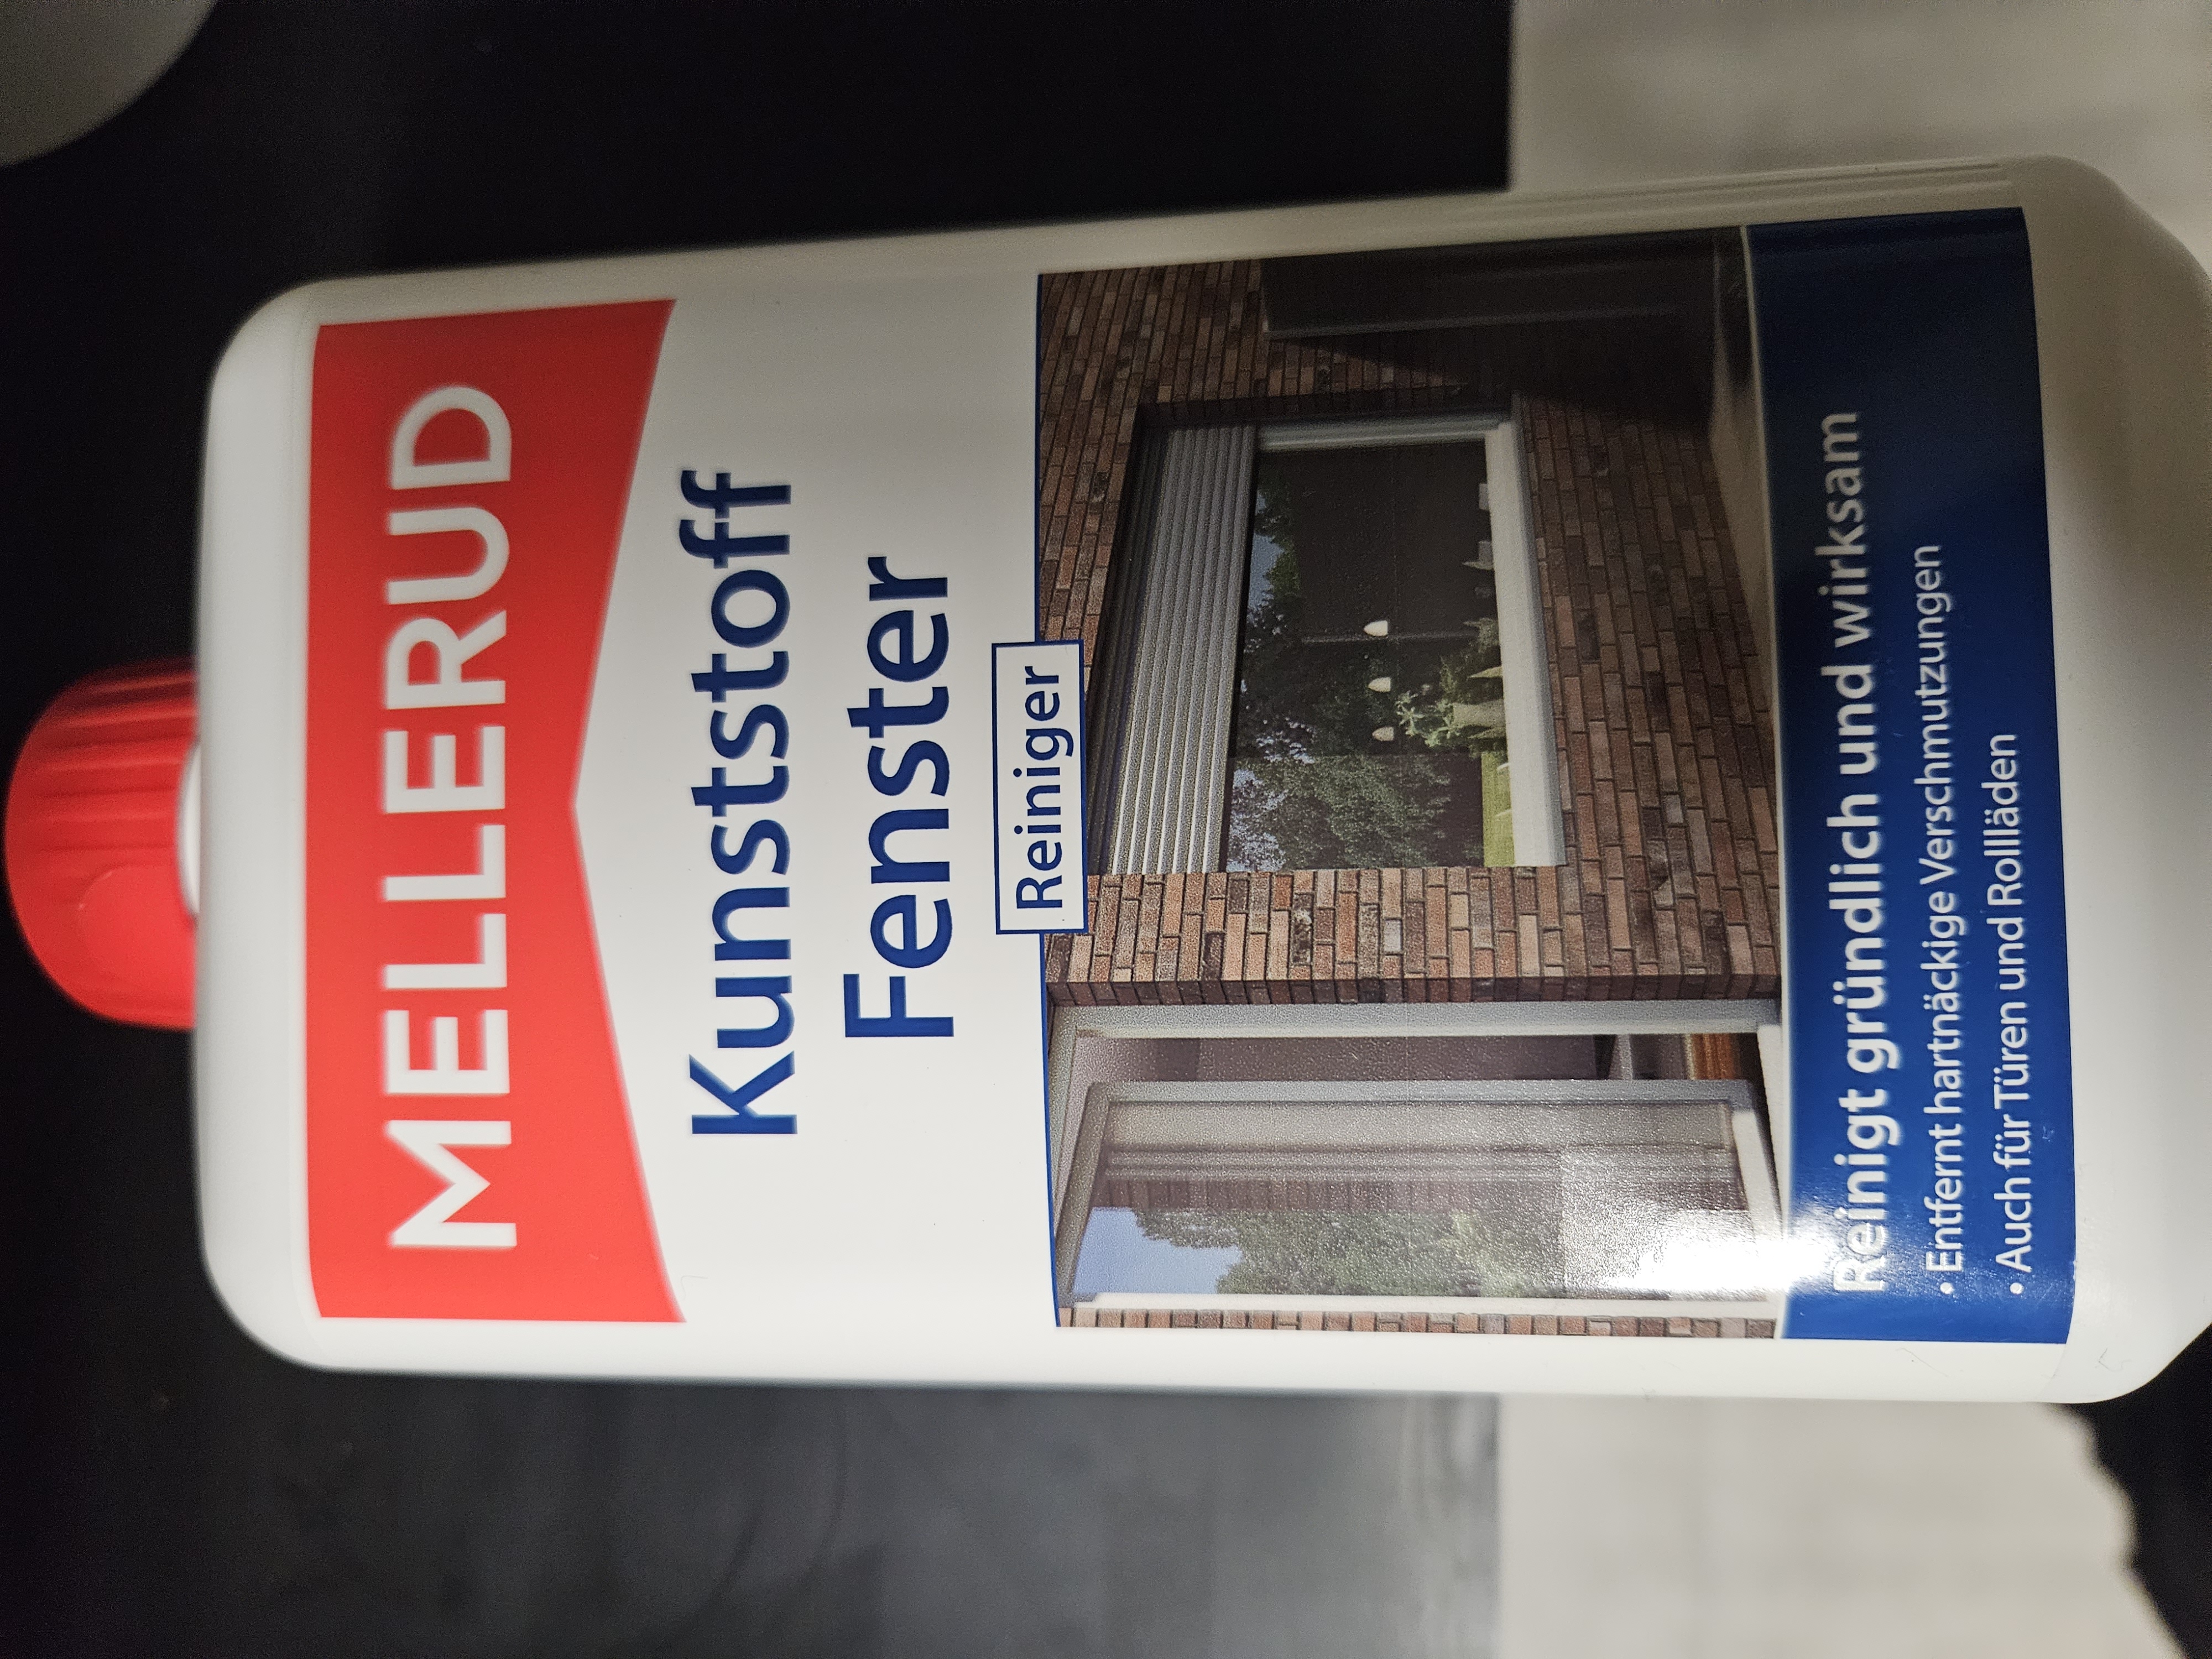 MELLERUD
Kunststoff
Fenster
Reiniger
Reinigt gründlich und wirksam
• Entfernt hartnäckige Verschmutzungen
• Auch für Türen und Rollläden